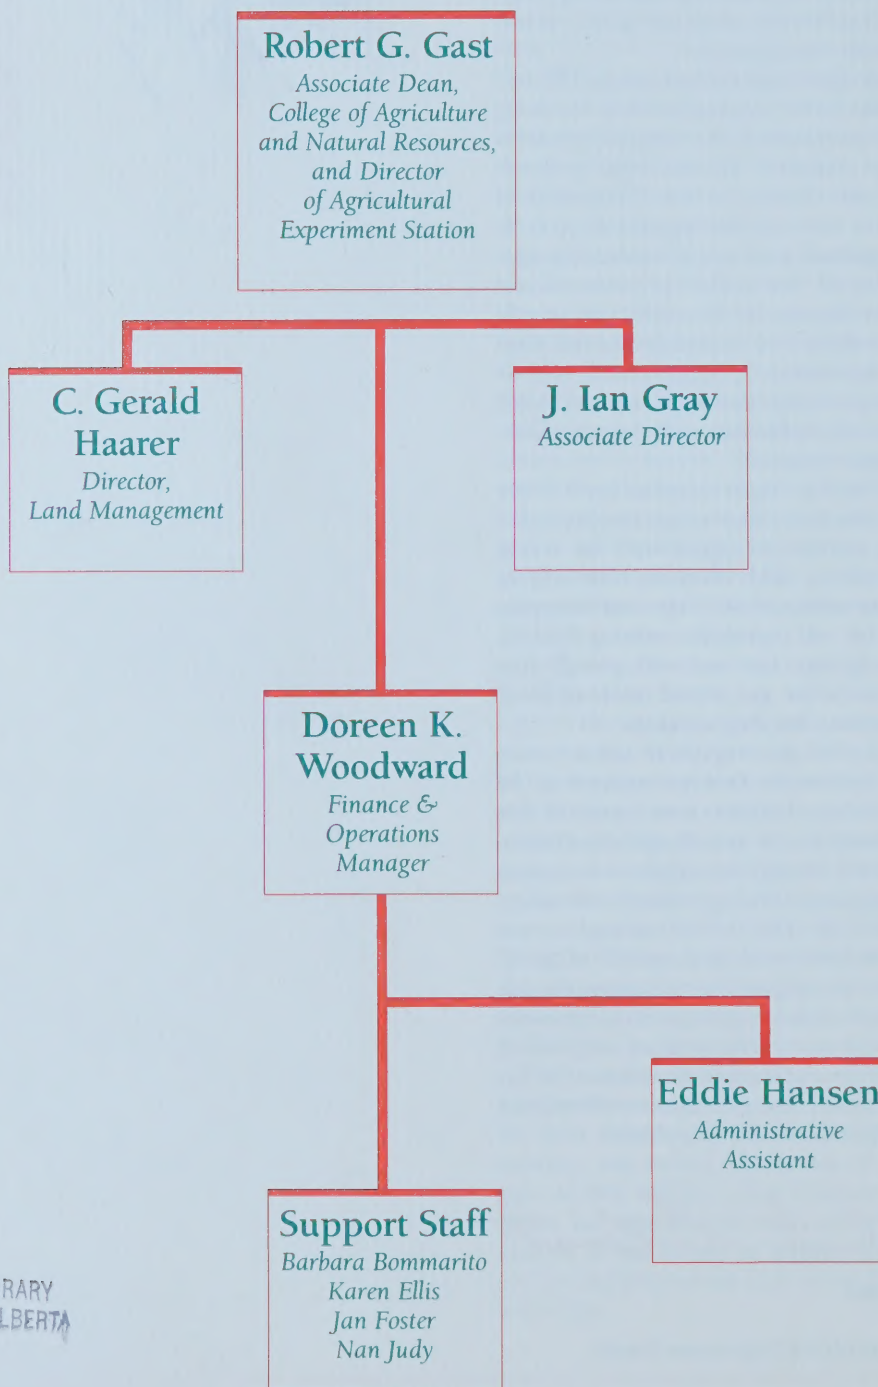 Robert G. Gast
Associate Dean,
College of Agriculture
and Natural Resources,
and Director
of Agricultural
Experiment Station
C. Gerald
Haarer
Director,
Land Management
J. Ian Gray
Associate Director
Doreen K.
Woodward
Finance &
Operations
Manager
Eddie Hansen
Administrative
Assistant
Support Staff
Barbara Bommarito
Karen Ellis
Jan Foster
Nan Judy
RARY
LBERTA